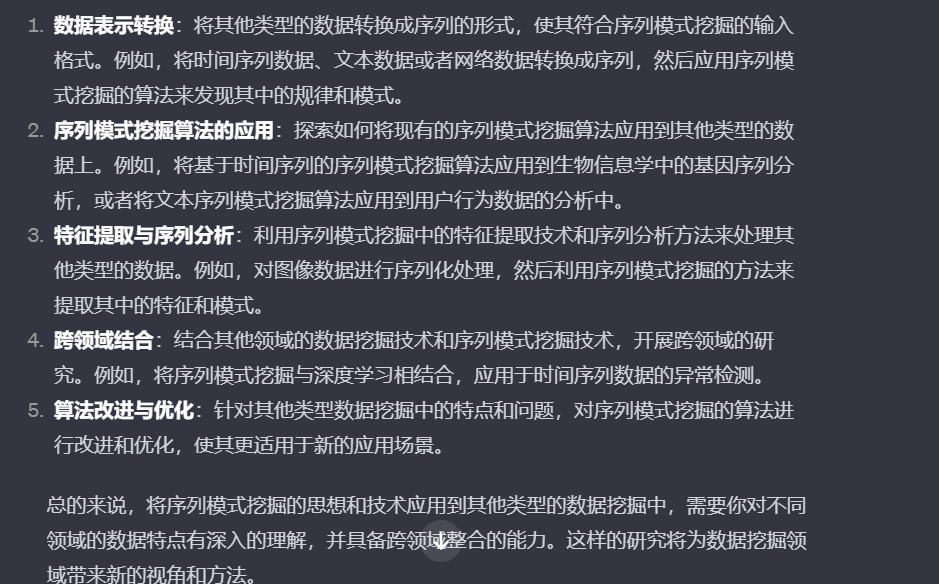 1. 数据表示转换：将其他类型的数据转换成序列的形式，使其符合序列模式挖掘的输入
格式。例如，将时间序列数据、文本数据或者网络数据转换成序列，然后应用序列模
式挖掘的算法来发现其中的规律和模式。
2. 序列模式挖掘算法的应用：探索如何将现有的序列模式挖掘算法应用到其他类型的数
据上。例如，将基于时间序列的序列模式挖掘算法应用到生物信息学中的基因序列分
析，或者将文本序列模式挖掘算法应用到用户行为数据的分析中。
3. 特征提取与序列分析：利用序列模式挖掘中的特征提取技术和序列分析方法来处理其
他类型的数据。例如，对图像数据进行序列化处理，然后利用序列模式挖掘的方法来
提取其中的特征和模式。
4. 跨领域结合：结合其他领域的数据挖掘技术和序列模式挖掘技术，开展跨领域的研
究。例如，将序列模式挖掘与深度学习相结合，应用于时间序列数据的异常检测。
5. 算法改进与优化：针对其他类型数据挖掘中的特点和问题，对序列模式挖掘的算法进
行改进和优化，使其更适用于新的应用场景。
总的来说，将序列模式挖掘的思想和技术应用到其他类型的数据挖掘中，需要你对不同
领域的数据特点有深入的理解，并具备跨领域整合的能力。这样的研究将为数据挖掘领
域带来新的视角和方法。